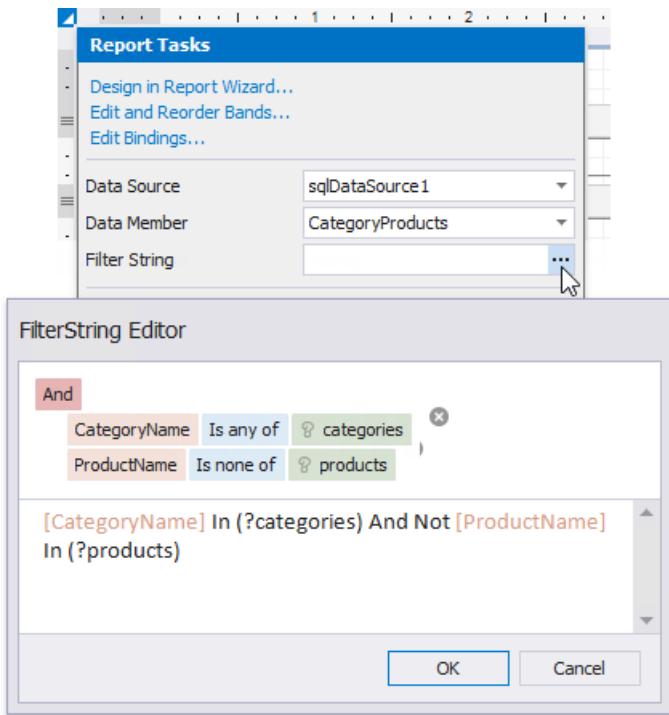 1 2
Report Tasks
Design in Report Wizard...
Edit and Reorder Bands...
Edit Bindings...
Data Source sqlDataSource1
Data Member CategoryProducts
Filter String ...
FilterString Editor
And
CategoryName Is any of categories
ProductName Is none of products
[CategoryName] In (?categories) And Not [ProductName]
In (?products)
OK Cancel